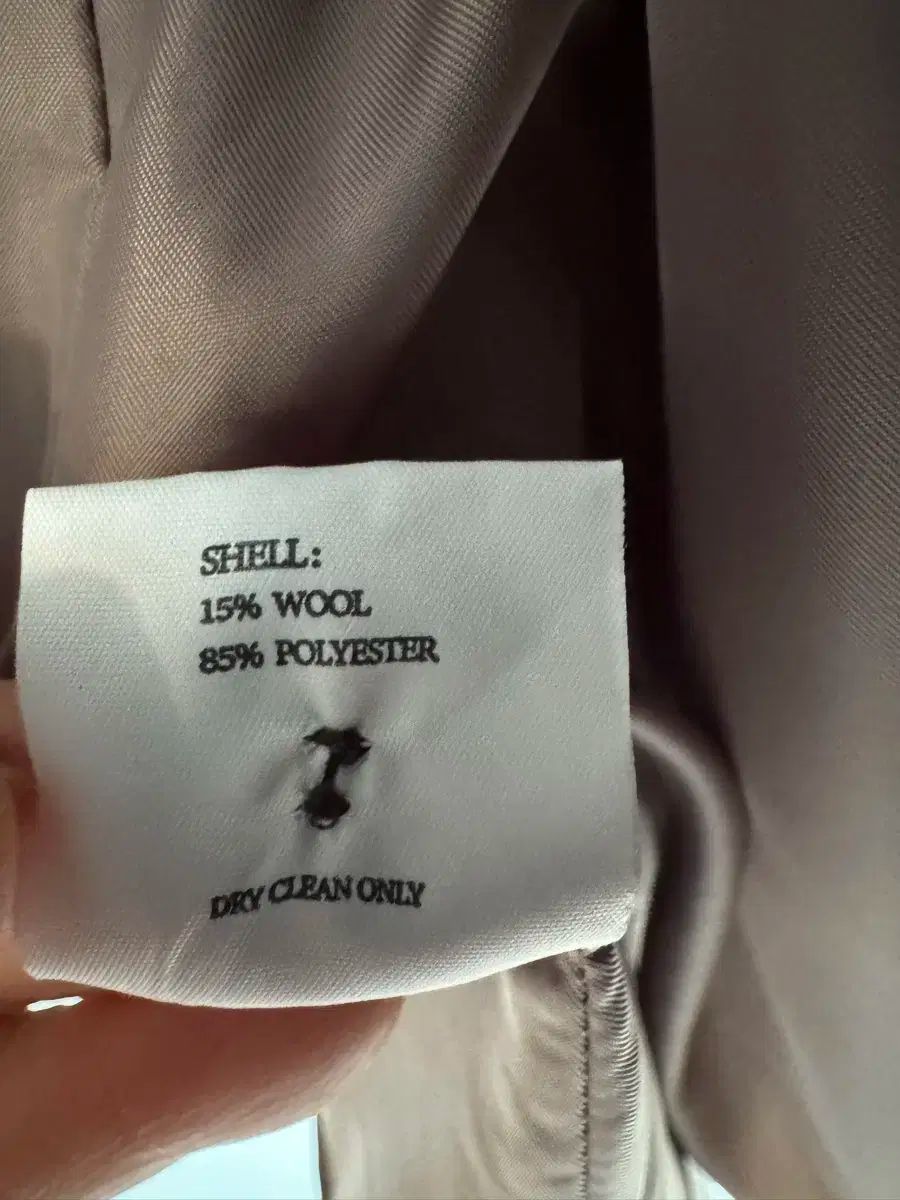 SHELL:
15% WOOL
85% POLYESTER
DRY CLEAN ONLY